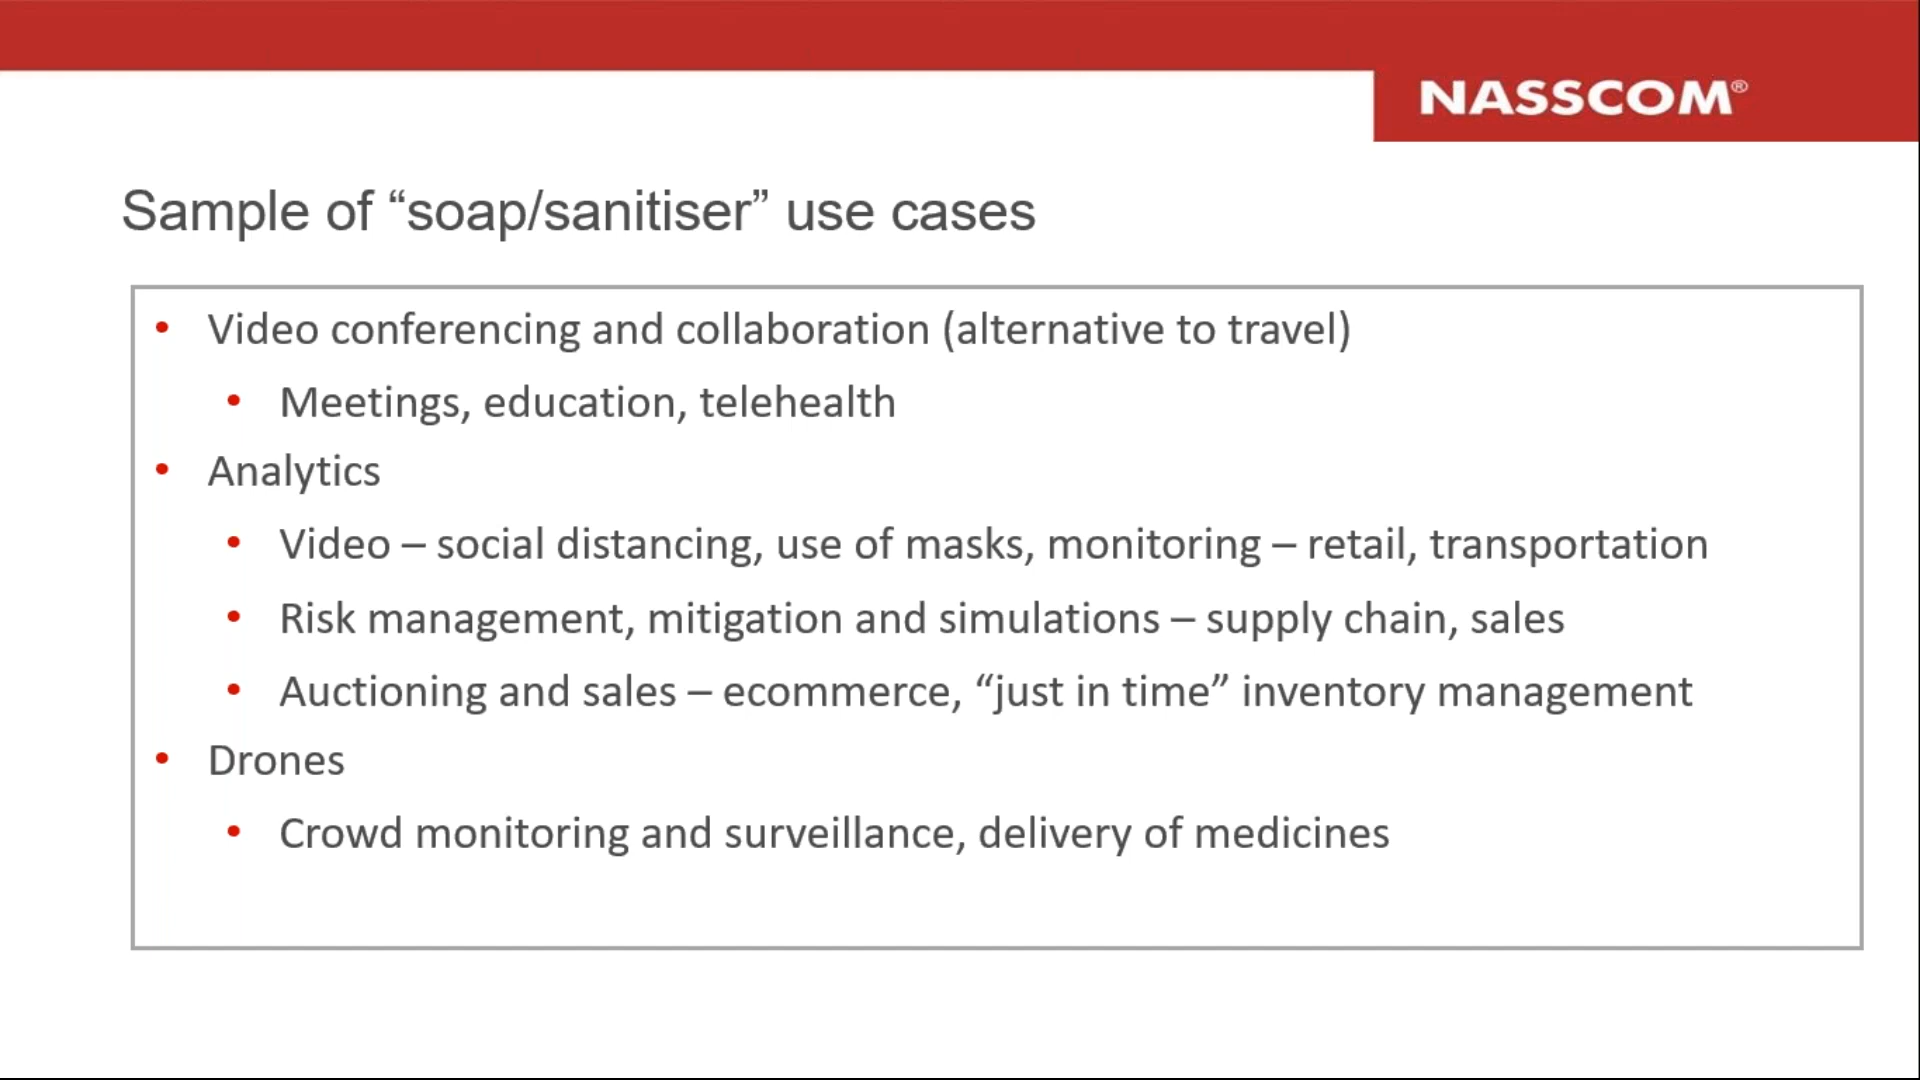 NASSCOM®
Sample of “soap/sanitiser” use cases
• Video conferencing and collaboration (alternative to travel)
• Meetings, education, telehealth
• Analytics
• Video – social distancing, use of masks, monitoring – retail, transportation
• Risk management, mitigation and simulations – supply chain, sales
• Auctioning and sales – ecommerce, “just in time” inventory management
• Drones
• Crowd monitoring and surveillance, delivery of medicines